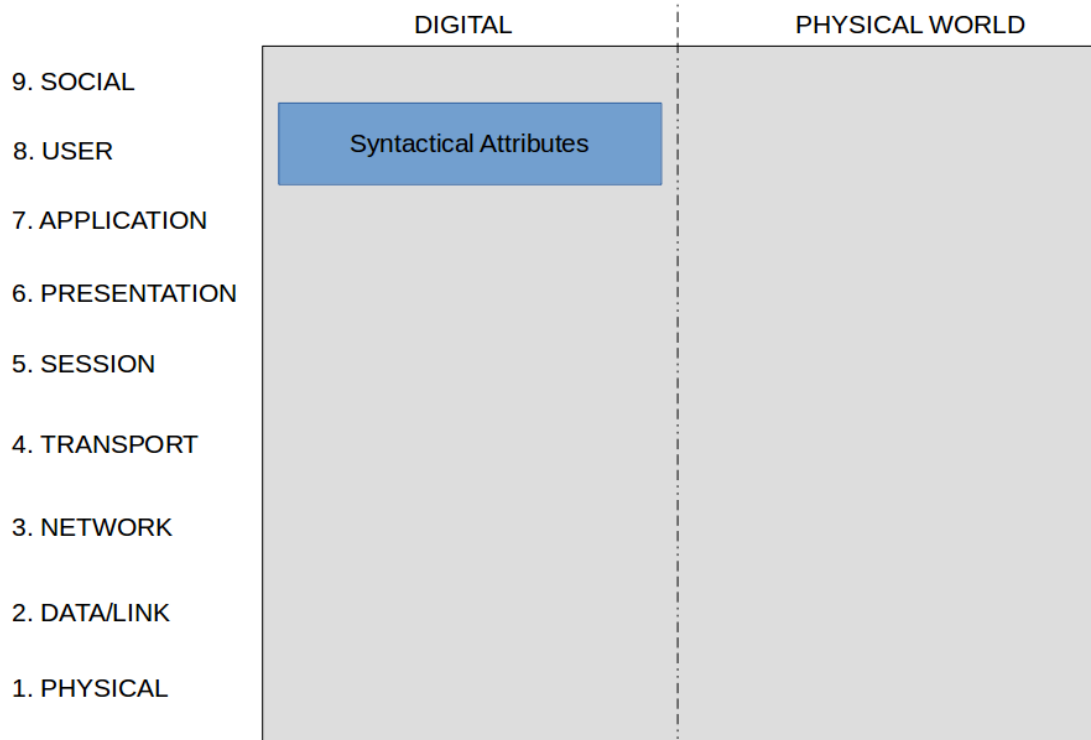 DIGITAL
PHYSICAL WORLD
9. SOCIAL
Syntactical Attributes
8. USER
7. APPLICATION
6. PRESENTATION
5. SESSION
4. TRANSPORT
3. NETWORK
2. DATA/LINK
1. PHYSICAL